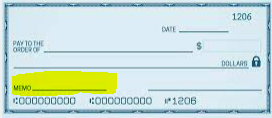 1206
DATE
PAY TO THE
ORDER OF $
DOLLARS
MEMO
⑆000000000 ⑆000000000 ⑈1206